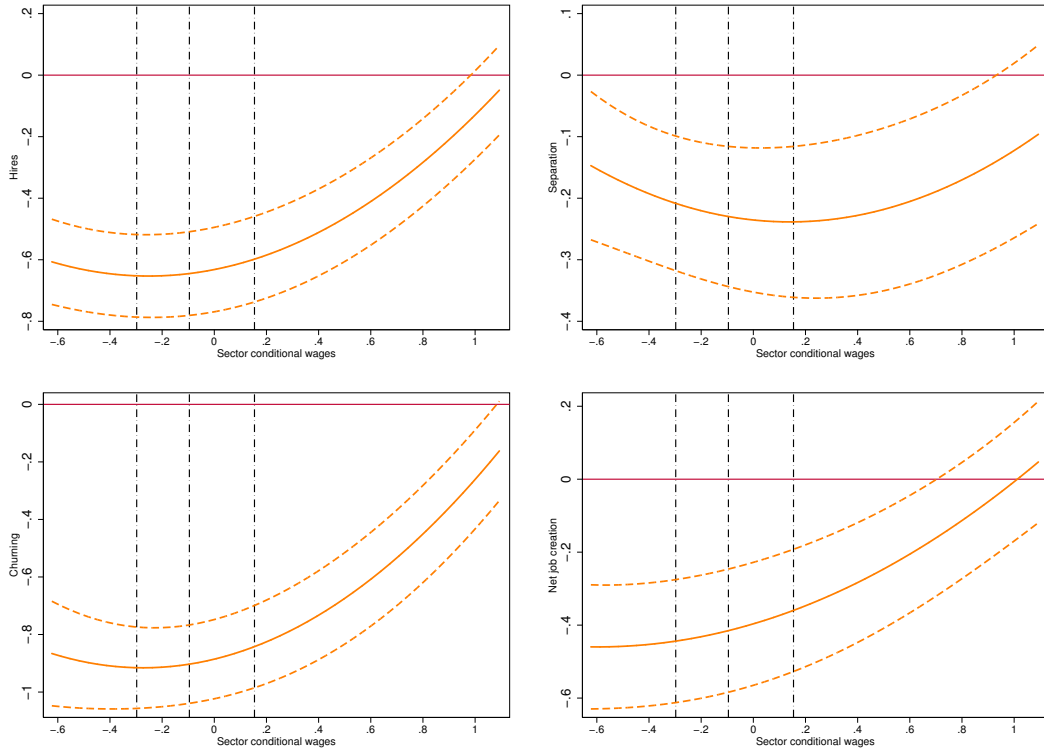 .2
0
-.2
-.4
-.6
-.8
Hires
-.6 -.4 -.2 0 .2 .4 .6 .8 1
Sector conditional wages
.1
0
-.1
-.2
-.3
-.4
Separation
-.6 -.4 -.2 0 .2 .4 .6 .8 1
Sector conditional wages
0
-.2
-.4
-.6
-.8
-1
Churning
-.6 -.4 -.2 0 .2 .4 .6 .8 1
Sector conditional wages
.2
0
-.2
-.4
-.6
Net job creation
-.6 -.4 -.2 0 .2 .4 .6 .8 1
Sector conditional wages